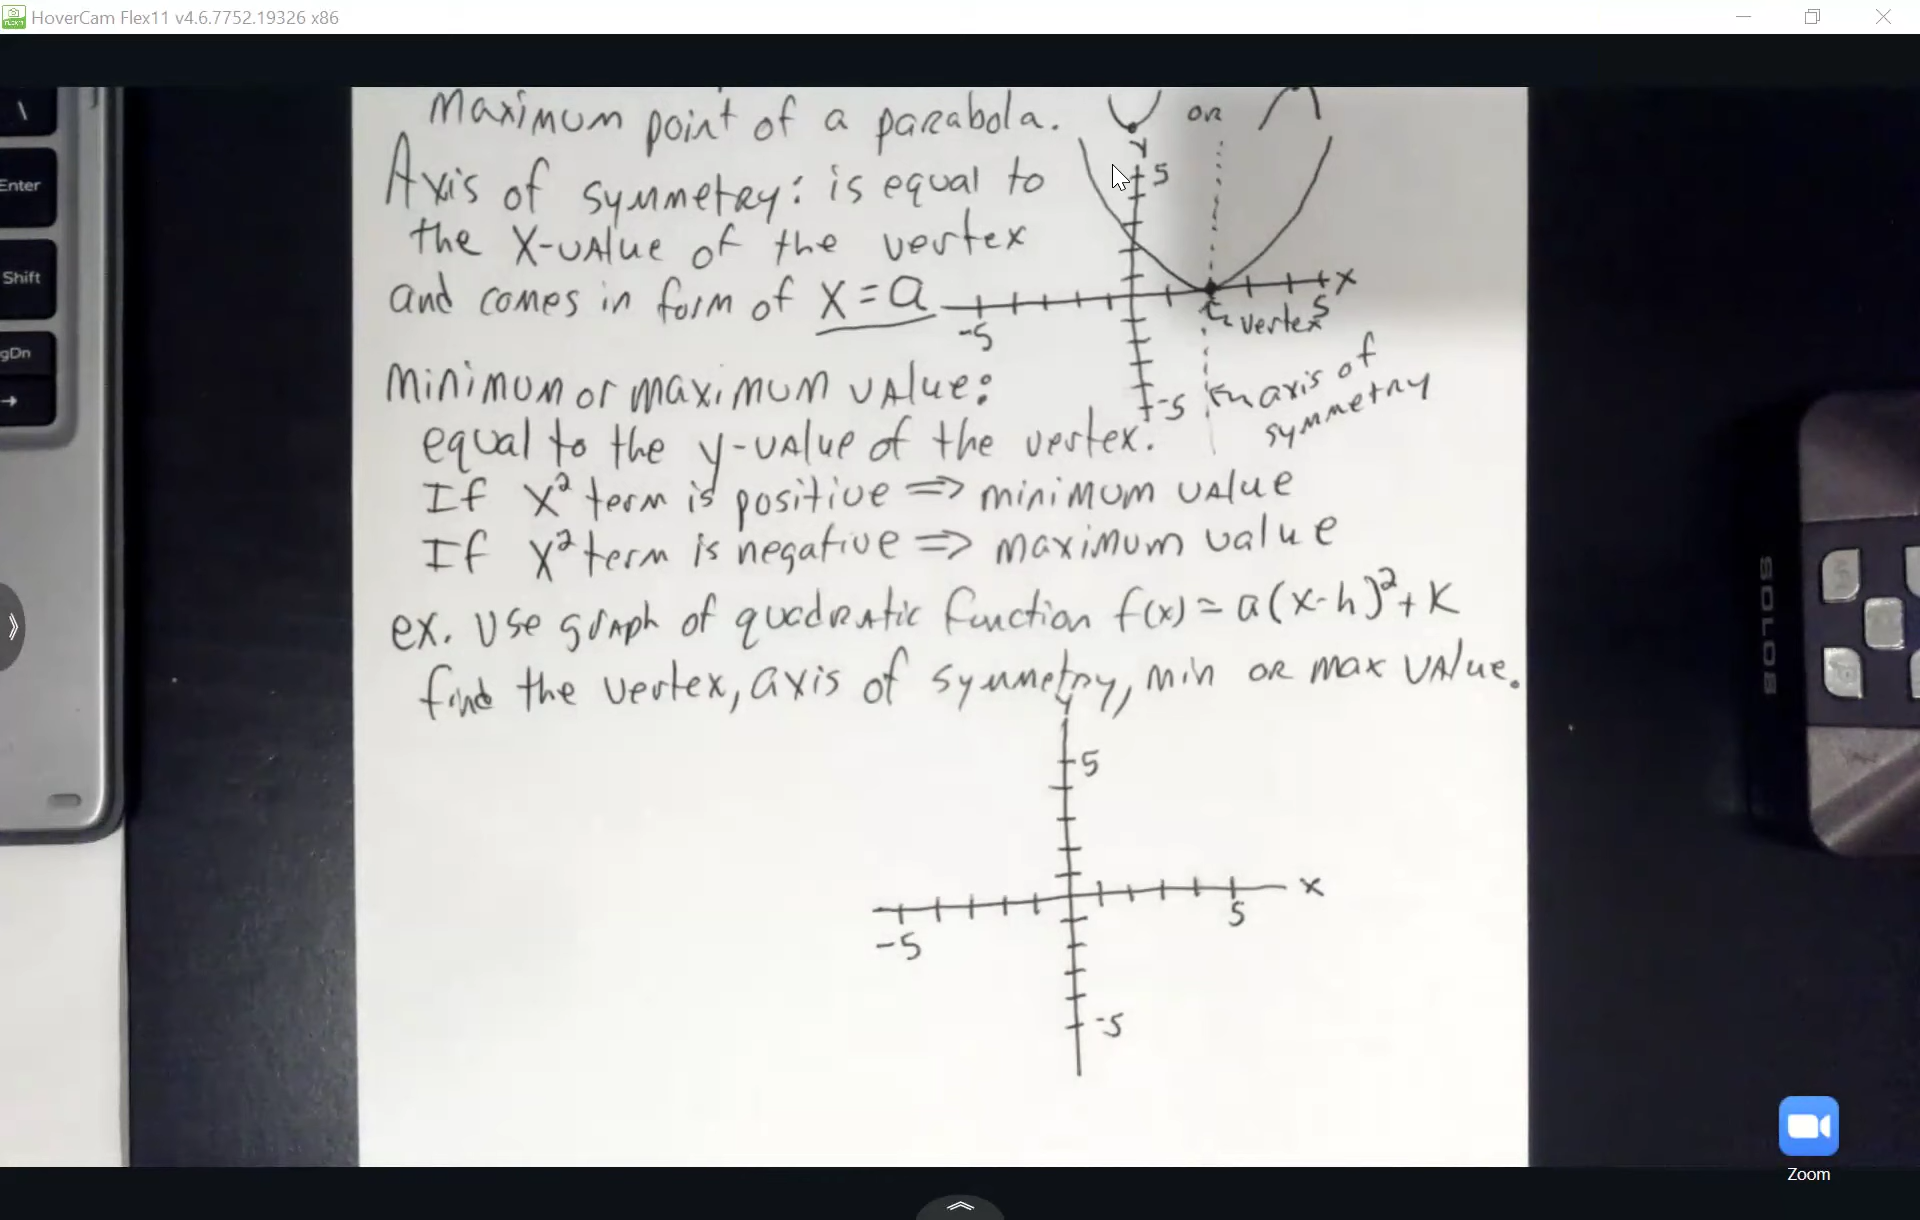 HoverCam Flex11 v4.6.7752.19326 x86
\
Enter
Shift
gDn
→
Maximum point of a parabola.
or
Axis of symmetry: is equal to
the x-value of the vertex
and comes in form of x = a
y
5
x
-5
5
vertex
-5
axis of
symmetry
Minimum or maximum value:
equal to the y-value of the vertex.
If x² term is positive ⇒ minimum value
If x² term is negative ⇒ maximum value
ex. Use graph of quadratic function f(x) = a(x-h)² + k
find the vertex, axis of symmetry, min or max value.
y
5
x
-5
5
-5
SOLOS
Zoom